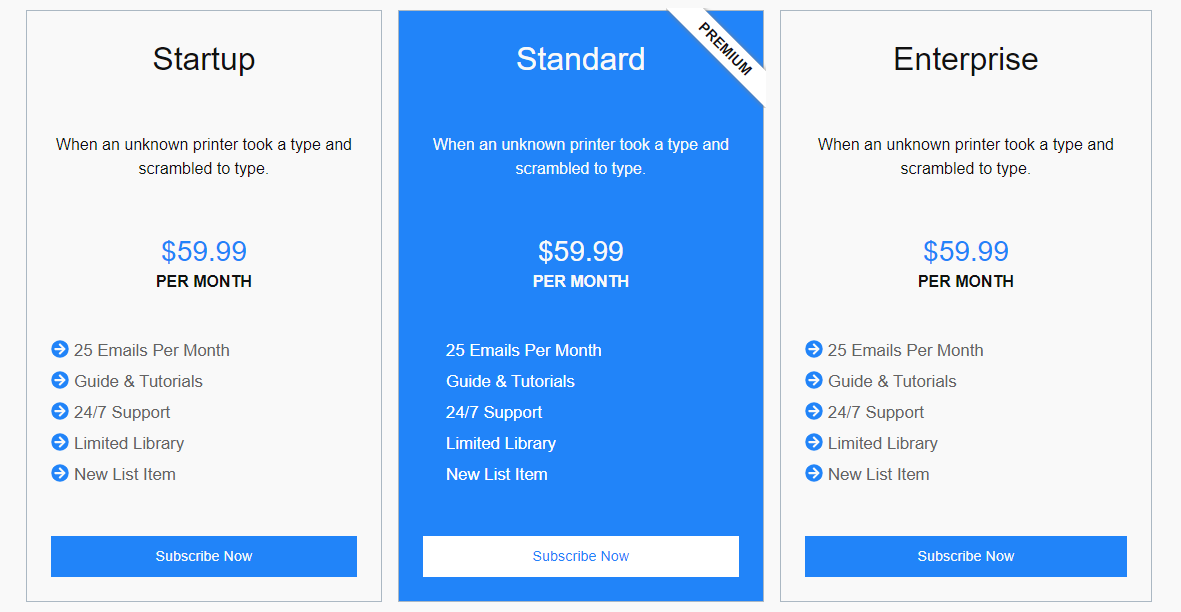 Startup
When an unknown printer took a type and
scrambled to type.
$59.99
PER MONTH
25 Emails Per Month
Guide & Tutorials
24/7 Support
Limited Library
New List Item
Subscribe Now
Standard
PREMIUM
When an unknown printer took a type and
scrambled to type.
$59.99
PER MONTH
25 Emails Per Month
Guide & Tutorials
24/7 Support
Limited Library
New List Item
Subscribe Now
Enterprise
When an unknown printer took a type and
scrambled to type.
$59.99
PER MONTH
25 Emails Per Month
Guide & Tutorials
24/7 Support
Limited Library
New List Item
Subscribe Now